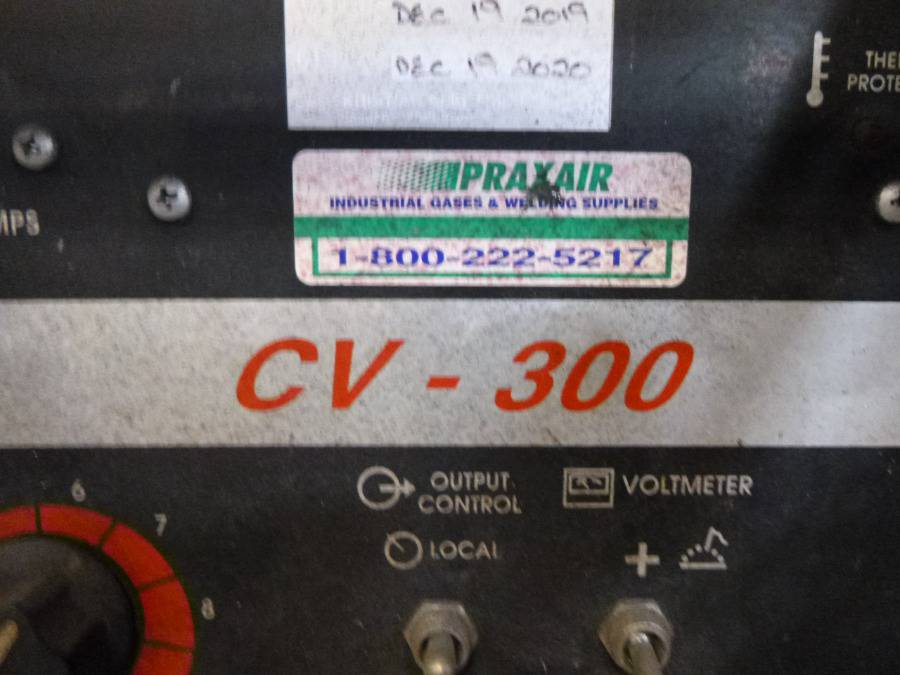 DEC 19 2019
DEC 19 2020
PRAXAIR
INDUSTRIAL GASES & WELDING SUPPLIES
1-800-222-5217
CV - 300
OUTPUT
CONTROL
VOLTMETER
LOCAL
+
6
7
8